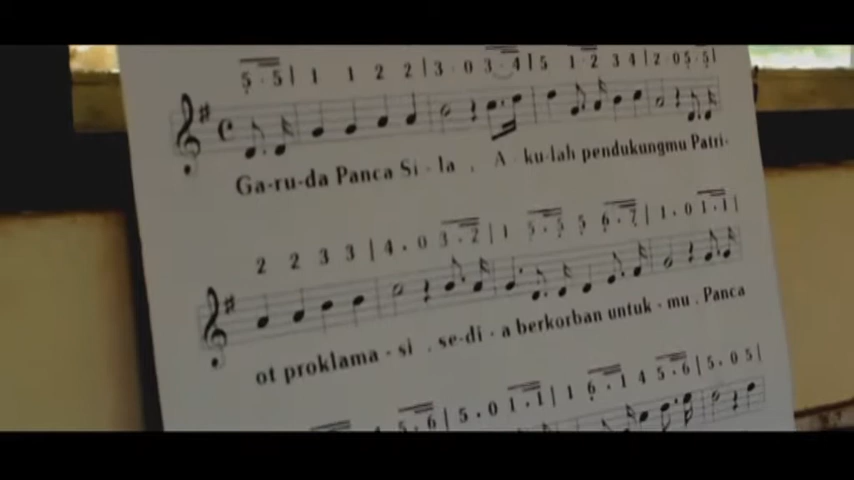 5 . 5 | 1 1 2 2 | 3 . 0 3 . 4 | 5 1 . 2 3 4 | 2 0 5 . 5 |
Ga-ru-da Panca Si - la . A ku-lah pendukungmu Patri-
2 2 3 3 | 4 . 0 3 . 2 | 1 5 . 5 5 6 . 7 | 1 . 0 1 . 1 |
ot proklama - si . se-di - a berkorban untuk - mu . Panca
5 . 6 | 5 . 0 1 . 1 | 1 6 . 1 4 5 . 6 | 5 . 0 5 |